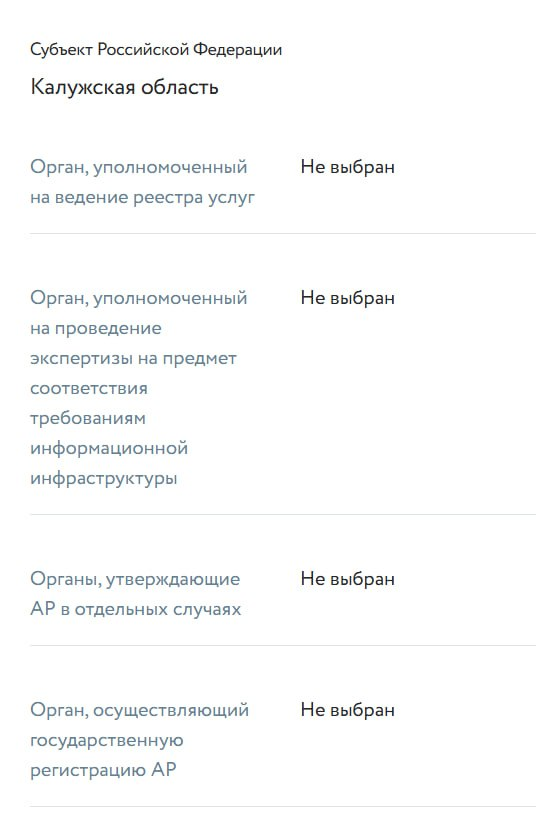 Субъект Российской Федерации
Калужская область
Орган, уполномоченный
на ведение реестра услуг
Не выбран
Орган, уполномоченный
на проведение
экспертизы на предмет
соответствия
требованиям
информационной
инфраструктуры
Не выбран
Органы, утверждающие
АР в отдельных случаях
Не выбран
Орган, осуществляющий
государственную
регистрацию АР
Не выбран